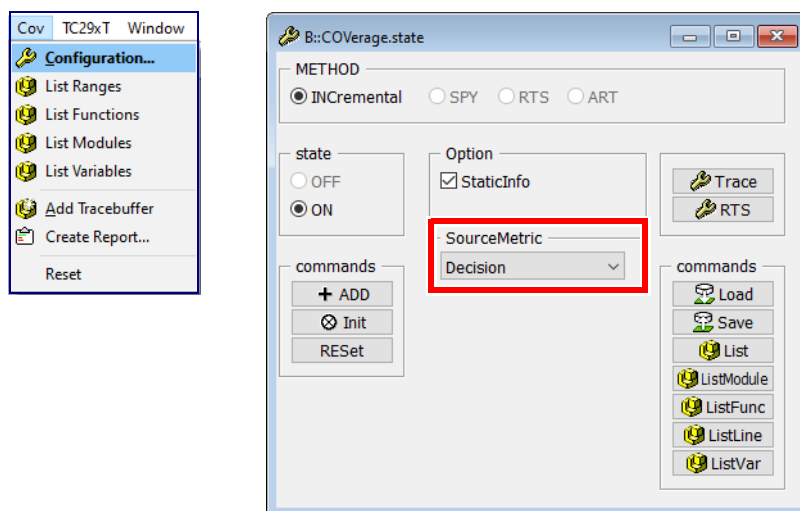 Cov TC29xT Window
Configuration...
List Ranges
List Functions
List Modules
List Variables
Add Tracebuffer
Create Report...
Reset
B::COVerage.state
METHOD
INCremental SPY RTS ART
state
OFF
ON
Option
StaticInfo
Trace
RTS
SourceMetric
Decision
commands
ADD
Init
RESet
commands
Load
Save
List
ListModule
ListFunc
ListLine
ListVar